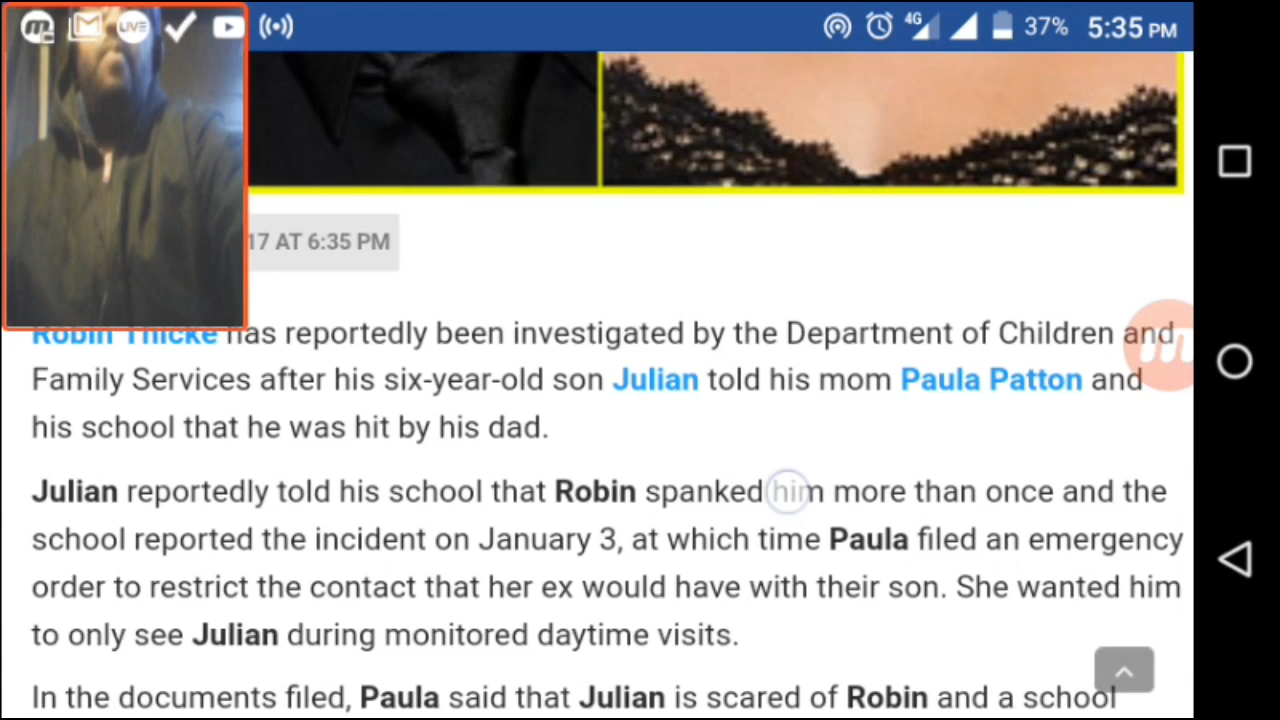 LIVE 4G 37% 5:35 PM
17 AT 6:35 PM
Robin Thicke has reportedly been investigated by the Department of Children and
Family Services after his six-year-old son Julian told his mom Paula Patton and
his school that he was hit by his dad.
Julian reportedly told his school that Robin spanked him more than once and the
school reported the incident on January 3, at which time Paula filed an emergency
order to restrict the contact that her ex would have with their son. She wanted him
to only see Julian during monitored daytime visits.
In the documents filed, Paula said that Julian is scared of Robin and a school